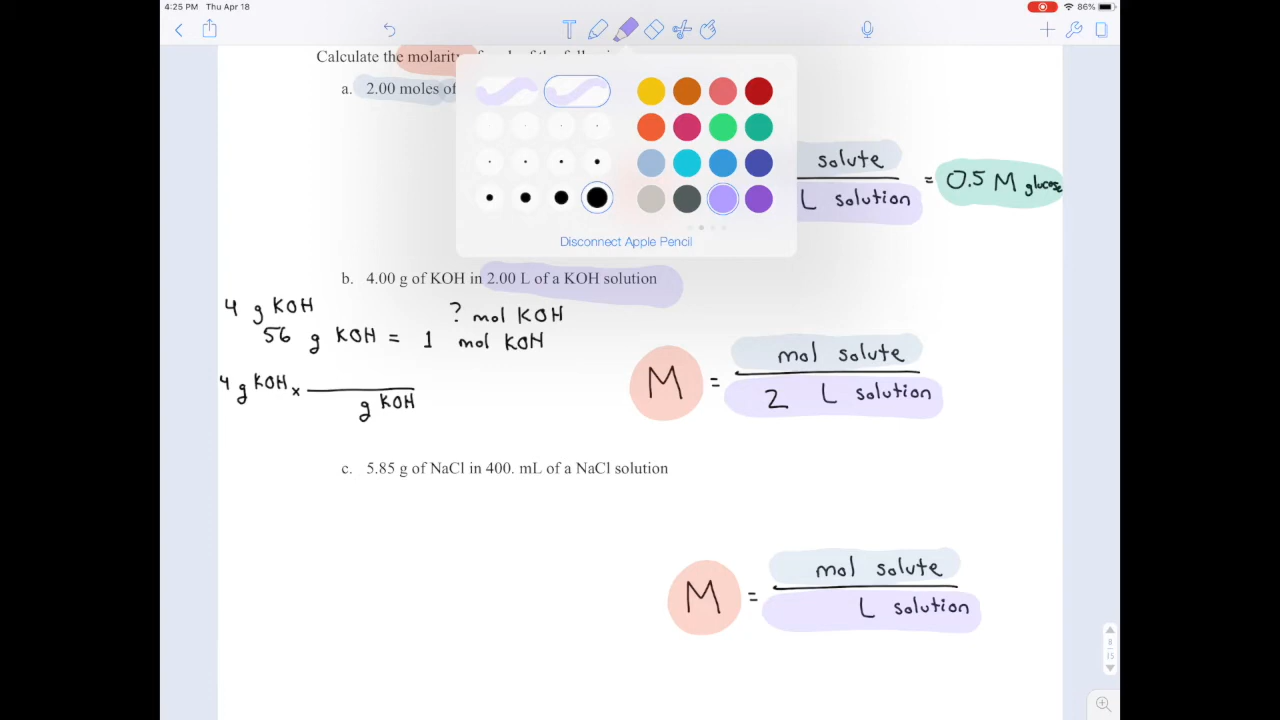 4:25 PM Thu Apr 18
86%
Calculate the molarity
a. 2.00 moles of
Disconnect Apple Pencil
solute
L solution
= 0.5 M glucose
b. 4.00 g of KOH in 2.00 L of a KOH solution
4 g KOH ? mol KOH
56 g KOH = 1 mol KOH
4 g KOH x
g KOH
M = mol solute
2 L solution
c. 5.85 g of NaCl in 400. mL of a NaCl solution
M = mol solute
L solution
8
15